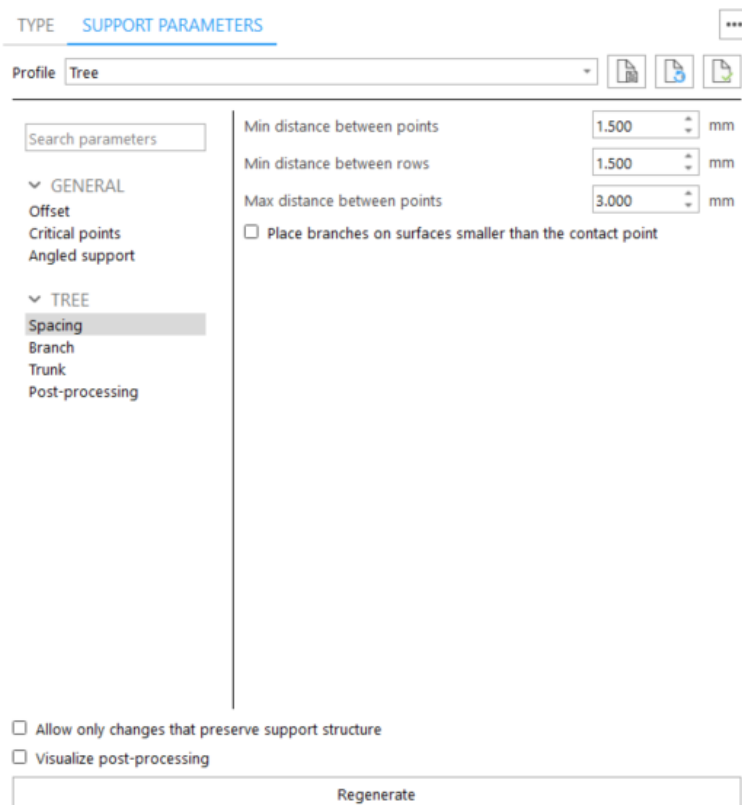 TYPE SUPPORT PARAMETERS
Profile Tree
Search parameters
GENERAL
Offset
Critical points
Angled support
TREE
Spacing
Branch
Trunk
Post-processing
Min distance between points 1.500 mm
Min distance between rows 1.500 mm
Max distance between points 3.000 mm
Place branches on surfaces smaller than the contact point
Allow only changes that preserve support structure
Visualize post-processing
Regenerate